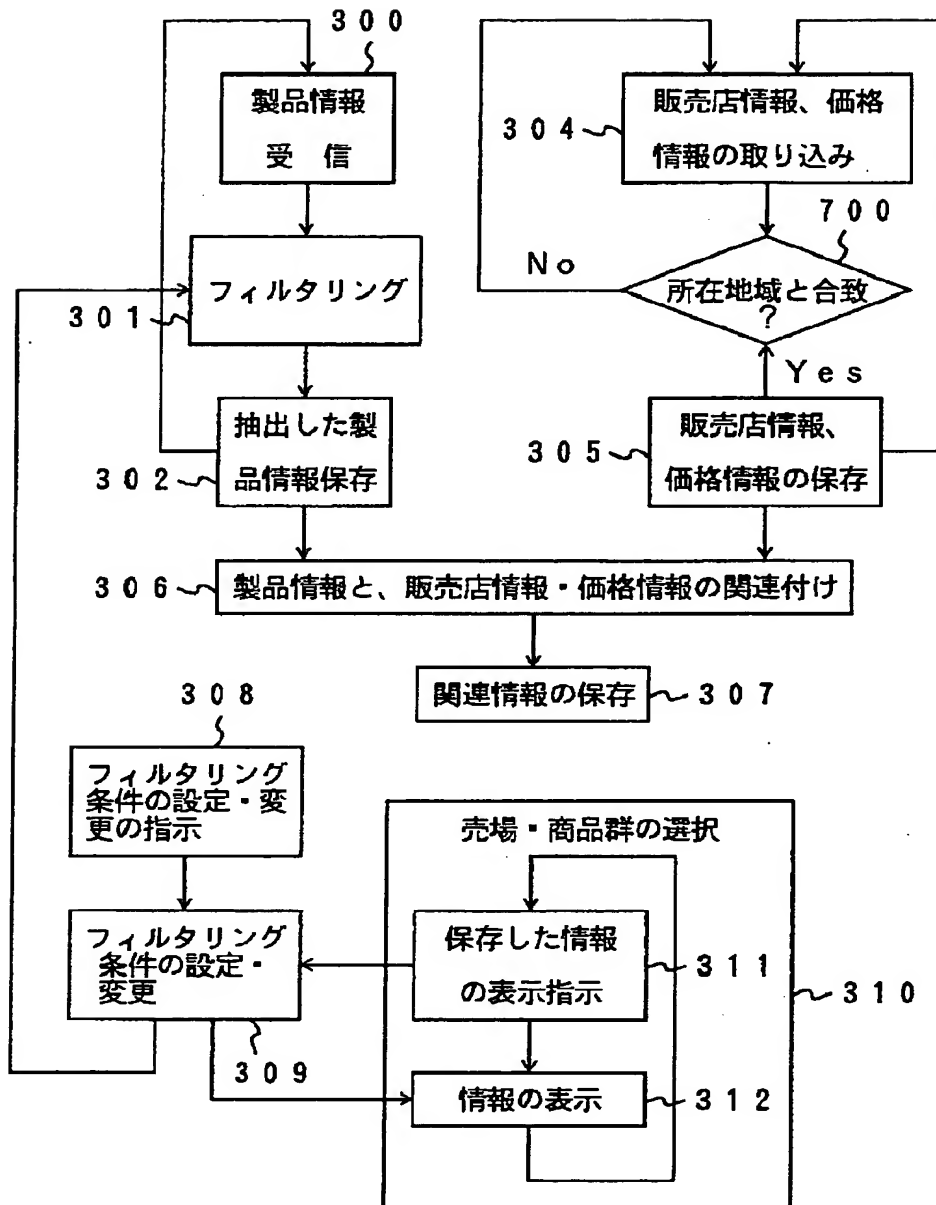 300
製品情報
受信
301
フィルタリング
302
抽出した製
品情報保存
304
販売店情報、価格
情報の取り込み
700
No
所在地域と合致
?
Yes
305
販売店情報、
価格情報の保存
306
製品情報と、販売店情報・価格情報の関連付け
関連情報の保存
307
308
フィルタリング
条件の設定・変
更の指示
フィルタリング
条件の設定・
変更
309
売場・商品群の選択
保存した情報
の表示指示
311
310
情報の表示
312